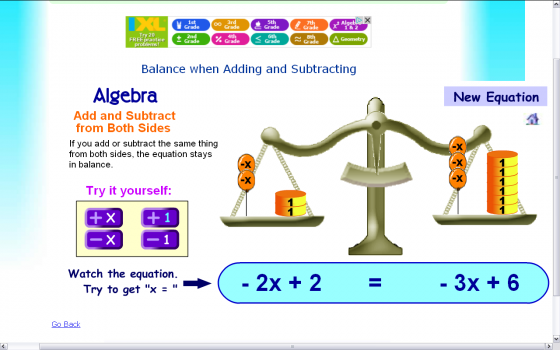 IXL
Try 25
FREE practice
problems!
1st Grade
3rd Grade
5th Grade
7th Grade
Algebra 1 & 2
2nd Grade
4th Grade
6th Grade
8th Grade
Geometry
Balance when Adding and Subtracting
Algebra
New Equation
Add and Subtract
from Both Sides
If you add or subtract the same thing
from both sides, the equation stays
in balance.
Try it yourself:
+ x
+ 1
- x
- 1
-x
-x
1
1
-x
-x
-x
1
1
1
1
1
1
Watch the equation.
Try to get "x = "
- 2x + 2 = - 3x + 6
Go Back